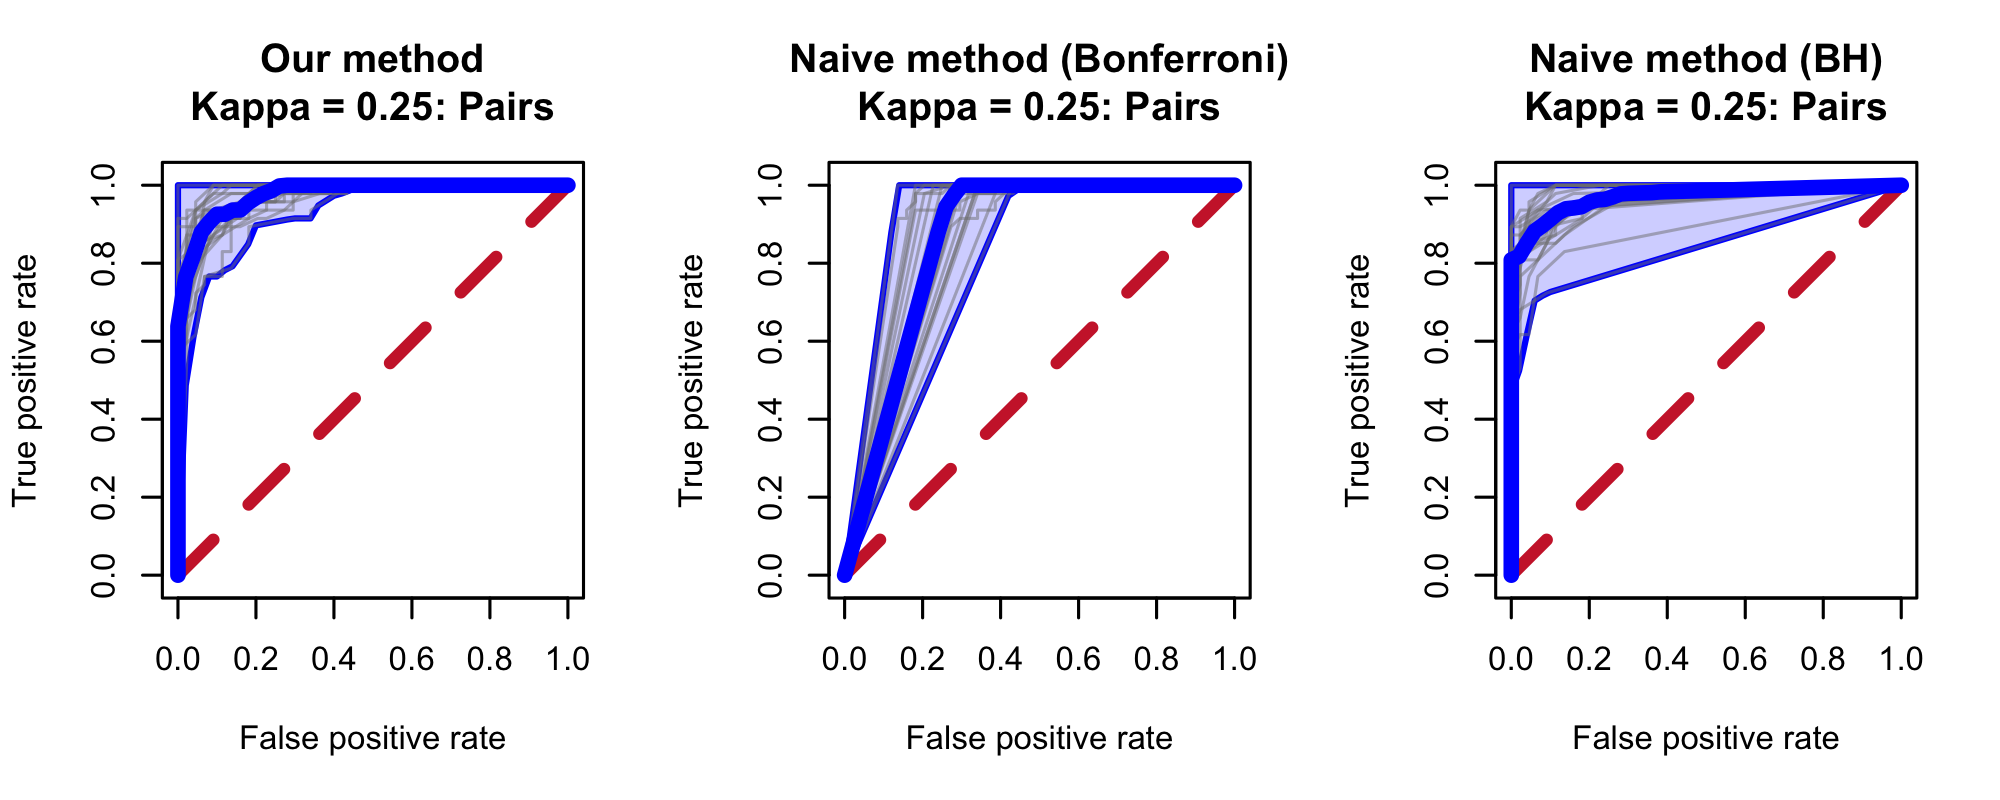 Our method
Kappa = 0.25: Pairs
True positive rate
1.0
0.8
0.6
0.4
0.2
0.0
0.0 0.2 0.4 0.6 0.8 1.0
False positive rate
Naive method (Bonferroni)
Kappa = 0.25: Pairs
True positive rate
1.0
0.8
0.6
0.4
0.2
0.0
0.0 0.2 0.4 0.6 0.8 1.0
False positive rate
Naive method (BH)
Kappa = 0.25: Pairs
True positive rate
1.0
0.8
0.6
0.4
0.2
0.0
0.0 0.2 0.4 0.6 0.8 1.0
False positive rate